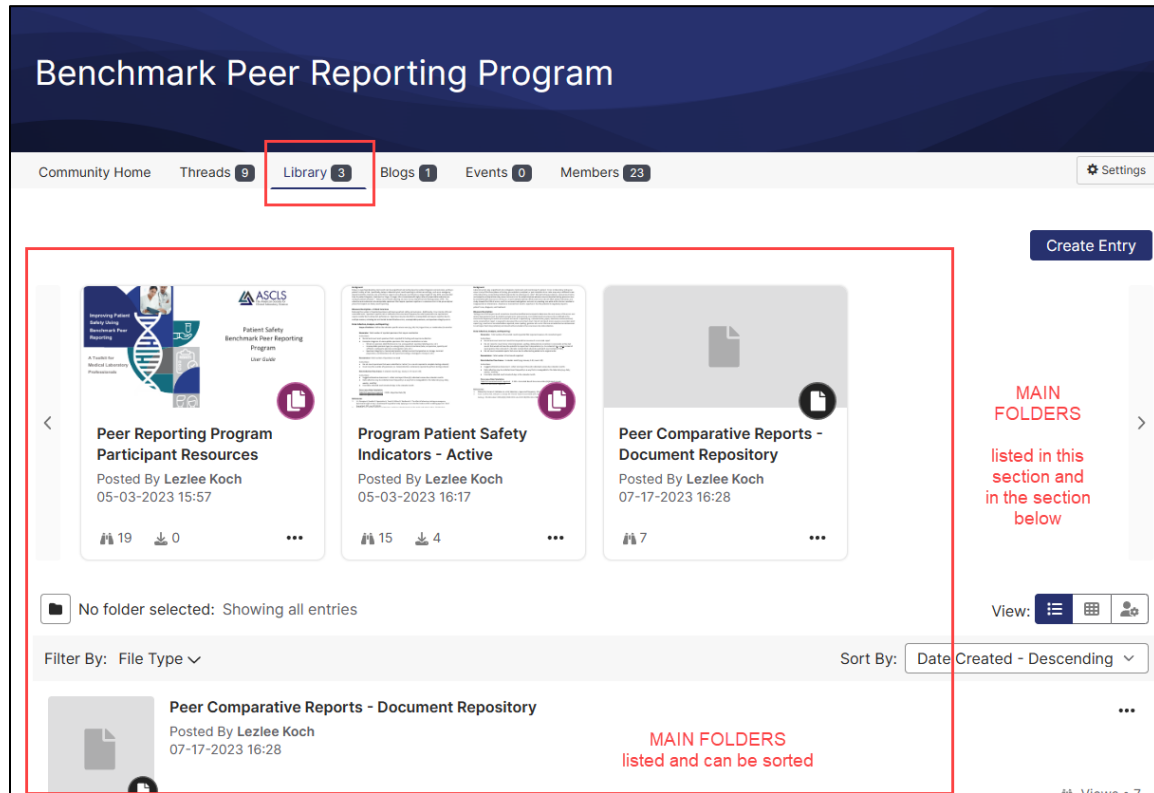 Benchmark Peer Reporting Program
Community Home Threads 9 Library 3 Blogs 1 Events 0 Members 23 Settings
Create Entry
Improving Patient
Safety Using
Benchmark Peer
Reporting
A Toolkit for
Medical Laboratory
Professionals
ASCLS
Patient Safety
Benchmark Peer Reporting
Program
User Guide
Peer Reporting Program
Participant Resources
Posted By Lezlee Koch
05-03-2023 15:57
19 0
Program Patient Safety
Indicators - Active
Posted By Lezlee Koch
05-03-2023 16:17
15 4
Peer Comparative Reports -
Document Repository
Posted By Lezlee Koch
07-17-2023 16:28
7
MAIN
FOLDERS
listed in this
section and
in the section
below
No folder selected: Showing all entries
View:
Filter By: File Type
Sort By: Date Created - Descending
Peer Comparative Reports - Document Repository
Posted By Lezlee Koch
07-17-2023 16:28
MAIN FOLDERS
listed and can be sorted
Views - 7